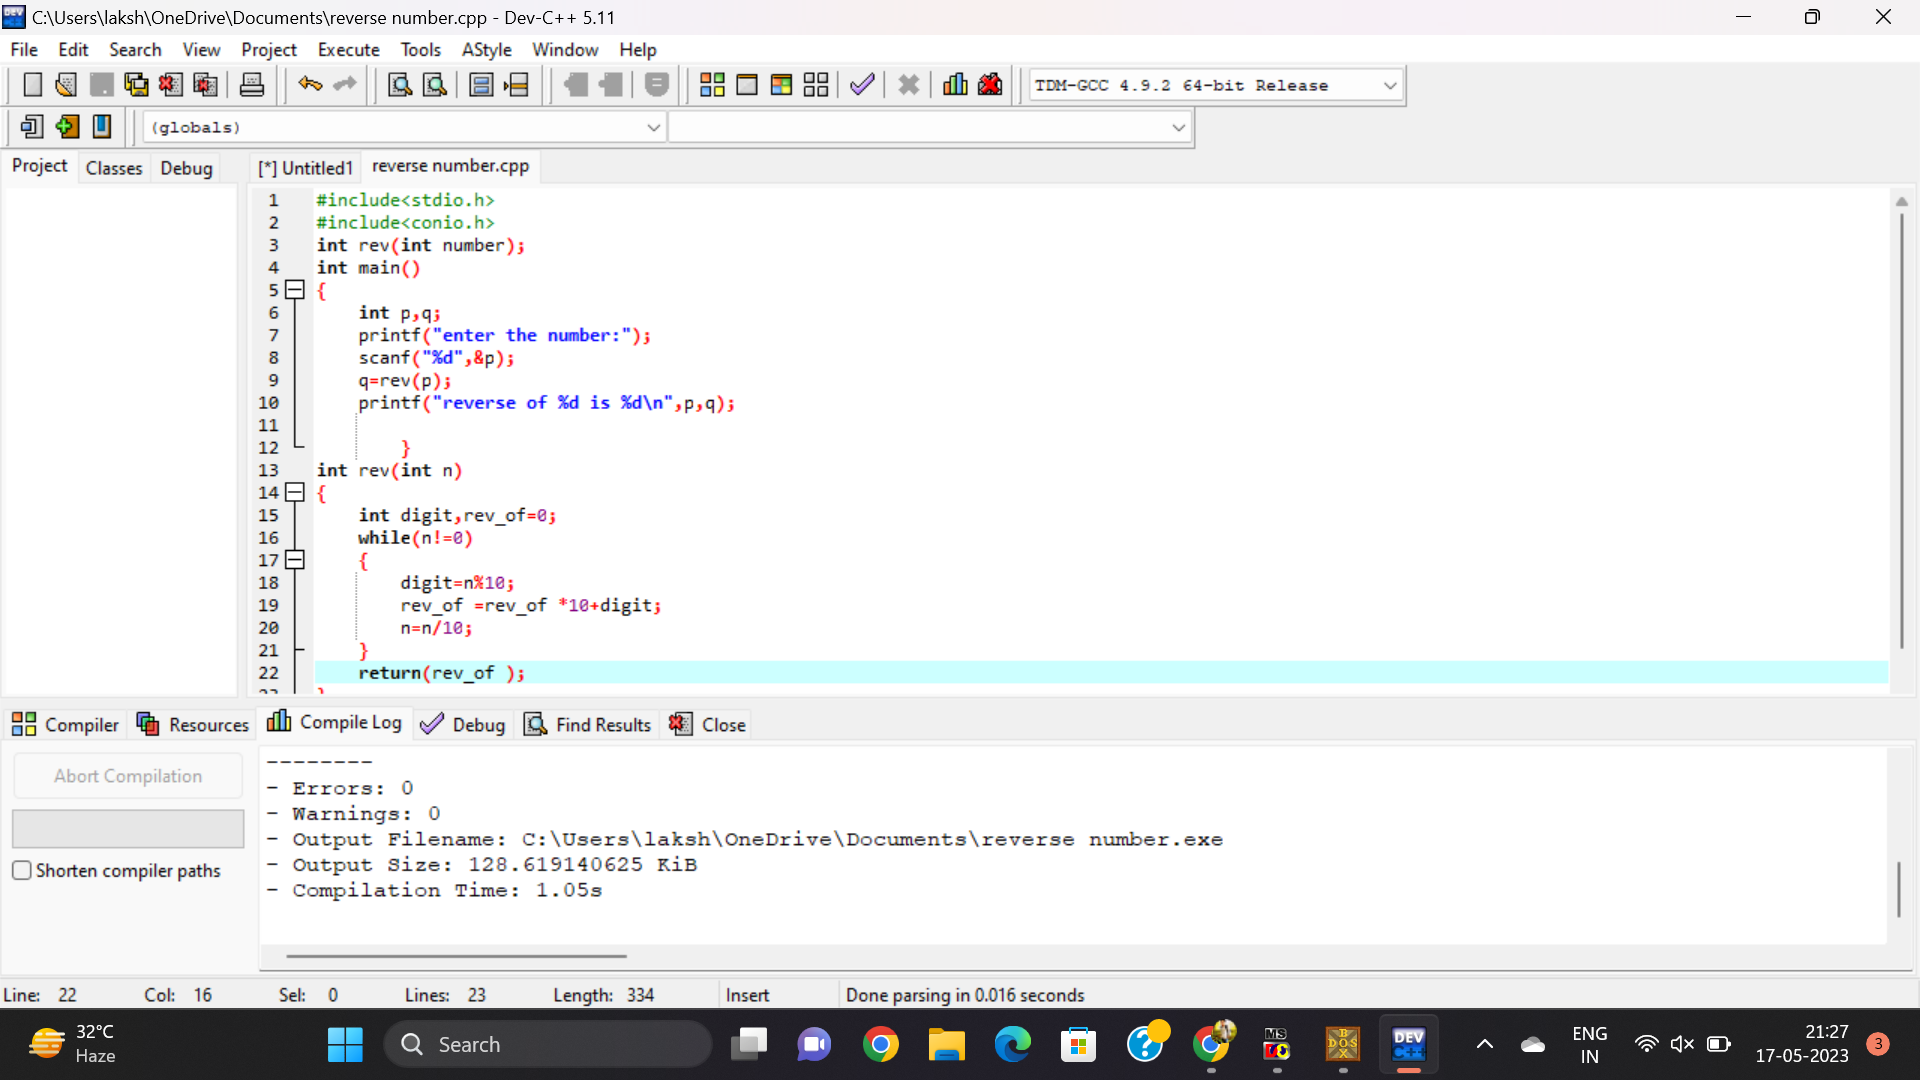 C:\Users\laksh\OneDrive\Documents\reverse number.cpp - Dev-C++ 5.11
File Edit Search View Project Execute Tools AStyle Window Help
TDM-GCC 4.9.2 64-bit Release
(globals)
Project Classes Debug [*] Untitled1 reverse number.cpp
1 #include<stdio.h>
2 #include<conio.h>
3 int rev(int number);
4 int main()
5 {
6 int p,q;
7 printf("enter the number:");
8 scanf("%d",&p);
9 q=rev(p);
10 printf("reverse of %d is %d\n",p,q);
11
12 }
13 int rev(int n)
14 {
15 int digit,rev_of=0;
16 while(n!=0)
17 {
18 digit=n%10;
19 rev_of =rev_of *10+digit;
20 n=n/10;
21 }
22 return(rev_of );
23 }
Compiler Resources Compile Log Debug Find Results Close
Abort Compilation
Shorten compiler paths
--------
- Errors: 0
- Warnings: 0
- Output Filename: C:\Users\laksh\OneDrive\Documents\reverse number.exe
- Output Size: 128.619140625 KiB
- Compilation Time: 1.05s
Line: 22 Col: 16 Sel: 0 Lines: 23 Length: 334 Insert Done parsing in 0.016 seconds
32°C
Haze
Search
MS
DOS
DEV
C++
ENG
IN
21:27
17-05-2023
3